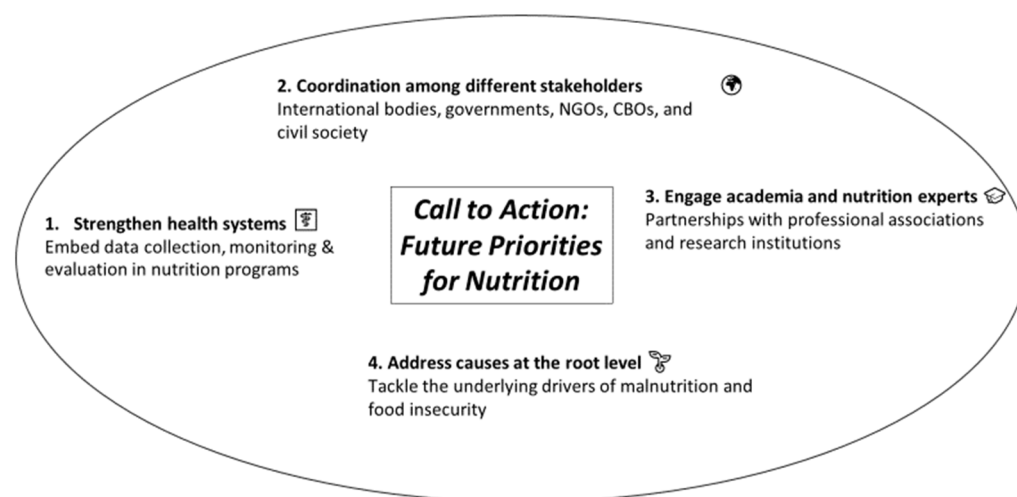 2. Coordination among different stakeholders
International bodies, governments, NGOs, CBOs, and
civil society
1. Strengthen health systems
Embed data collection, monitoring &
evaluation in nutrition programs
Call to Action:
Future Priorities
for Nutrition
3. Engage academia and nutrition experts
Partnerships with professional associations
and research institutions
4. Address causes at the root level
Tackle the underlying drivers of malnutrition and
food insecurity